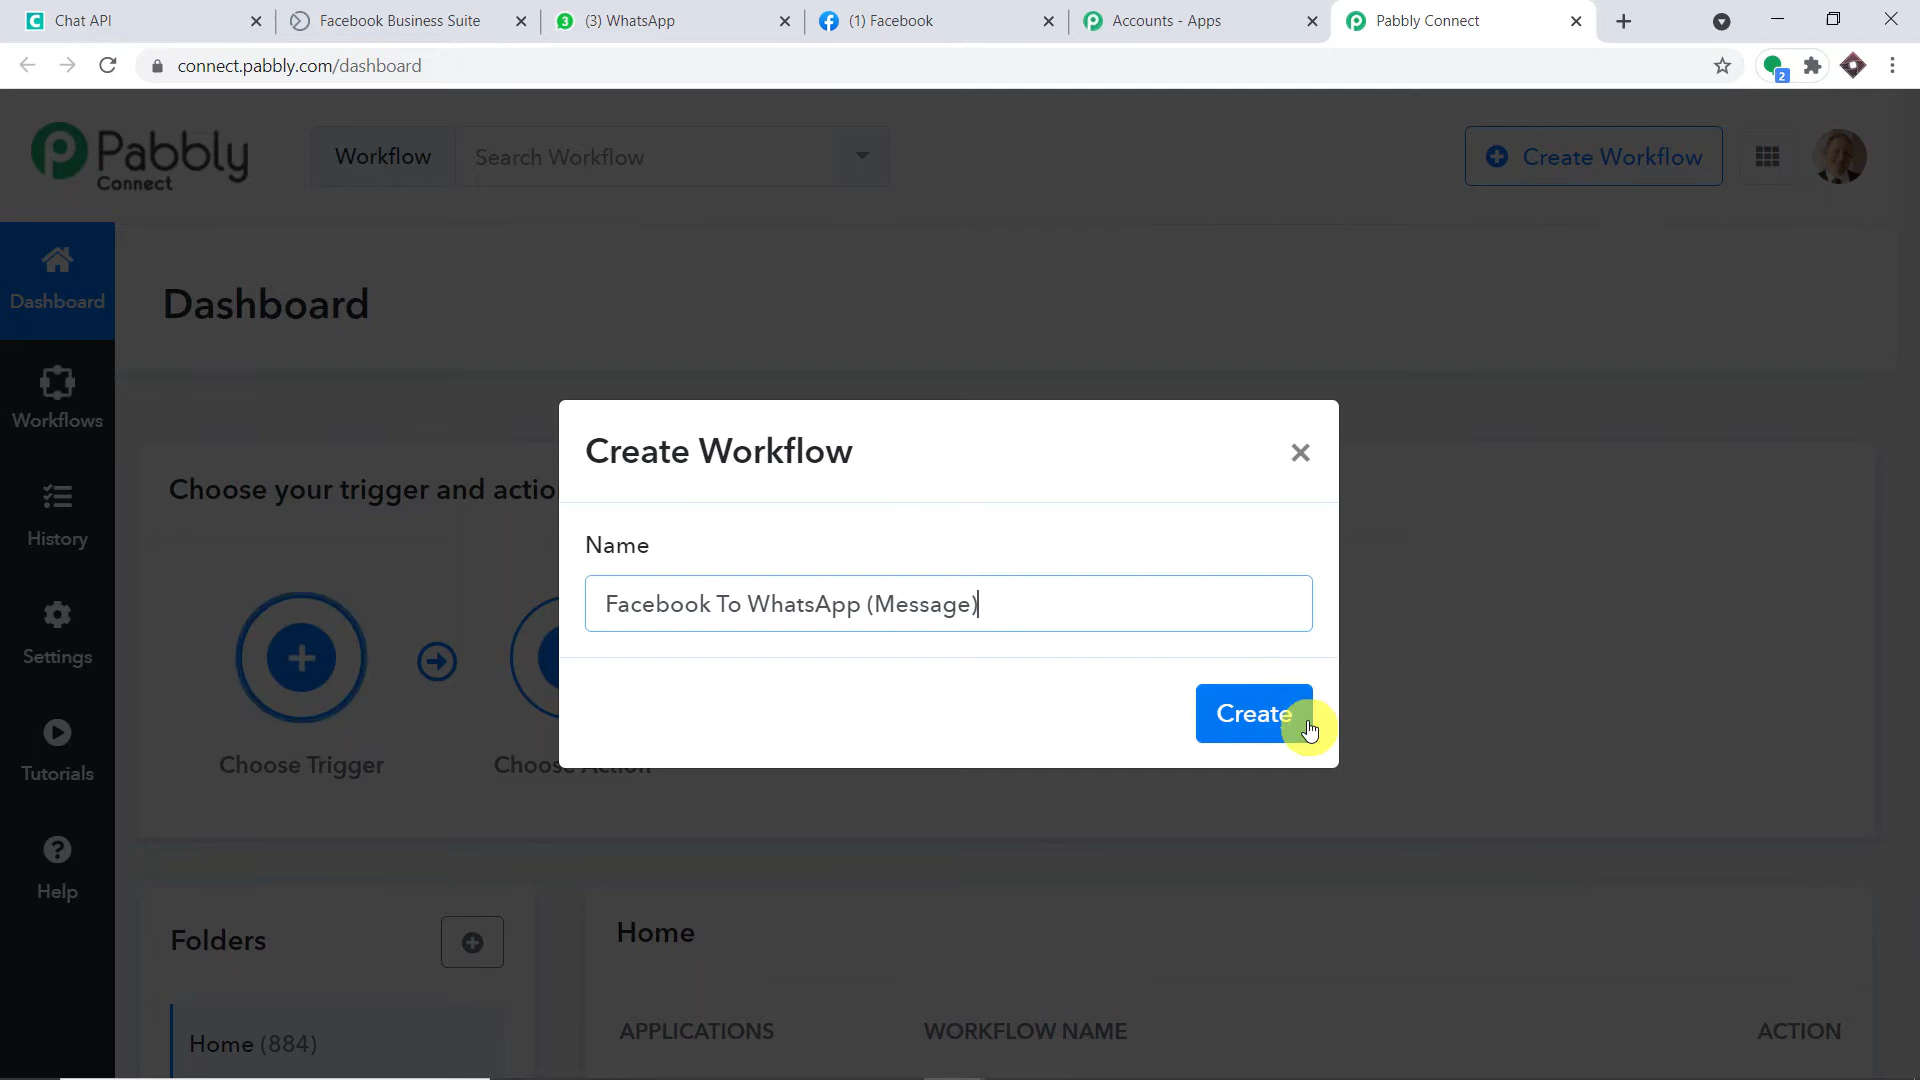 Chat API
Facebook Business Suite
(3) WhatsApp
(1) Facebook
Accounts - Apps
Pabbly Connect
connect.pabbly.com/dashboard
2
Pabbly
Connect
Workflow
Search Workflow
Create Workflow
Dashboard
Workflows
History
Settings
Tutorials
Help
Dashboard
Choose your trigger and actio
Choose Trigger
Choose Action
Create Workflow
Name
Facebook To WhatsApp (Message)
Create
Folders
Home (884)
Home
APPLICATIONS
WORKFLOW NAME
ACTION